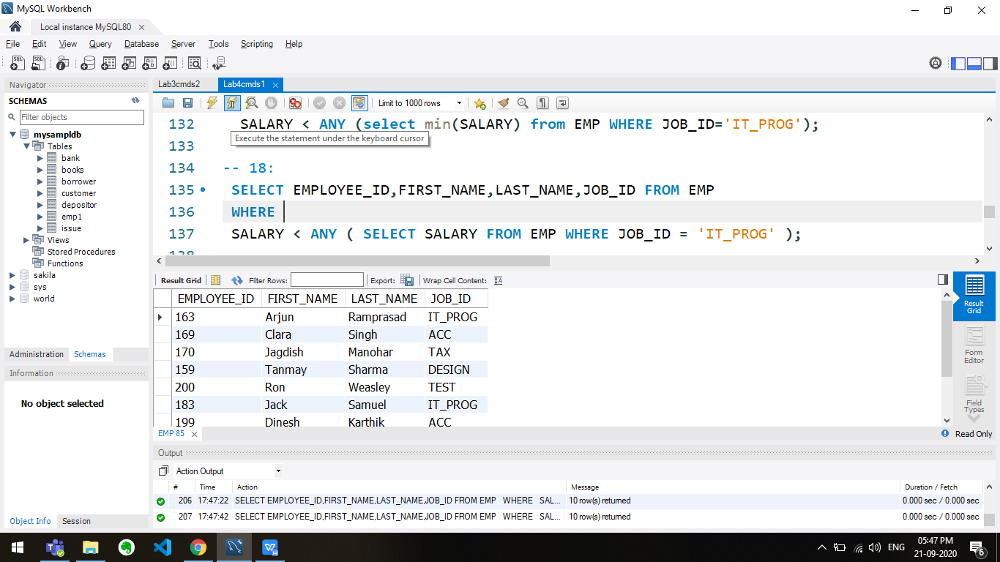 MySQL Workbench
Local instance MySQL80
File Edit View Query Database Server Tools Scripting Help
Navigator
SCHEMAS
Filter objects
mysampldb
Tables
bank
books
borrower
customer
depositor
emp1
issue
Views
Stored Procedures
Functions
sakila
sys
world
Administration Schemas
Information
No object selected
Object Info Session
Lab3cmds2 Lab4cmds1
Limit to 1000 rows
132 SALARY < ANY (select min(SALARY) from EMP WHERE JOB_ID='IT_PROG');
Execute the statement under the keyboard cursor
133
134 -- 18:
135 SELECT EMPLOYEE_ID,FIRST_NAME,LAST_NAME,JOB_ID FROM EMP
136 WHERE
137 SALARY < ANY ( SELECT SALARY FROM EMP WHERE JOB_ID = 'IT_PROG' );
138
Result Grid Filter Rows: Export: Wrap Cell Content:
EMPLOYEE_ID FIRST_NAME LAST_NAME JOB_ID
163 Arjun Ramprasad IT_PROG
169 Clara Singh ACC
170 Jagdish Manohar TAX
159 Tanmay Sharma DESIGN
200 Ron Weasley TEST
183 Jack Samuel IT_PROG
199 Dinesh Karthik ACC
Result
Grid
Form
Editor
Field
Types
EMP 85
Read Only
Output
Action Output
# Time Action Message Duration / Fetch
206 17:47:22 SELECT EMPLOYEE_ID,FIRST_NAME,LAST_NAME,JOB_ID FROM EMP WHERE SAL... 10 row(s) returned 0.000 sec / 0.000 sec
207 17:47:42 SELECT EMPLOYEE_ID,FIRST_NAME,LAST_NAME,JOB_ID FROM EMP WHERE SAL... 10 row(s) returned 0.000 sec / 0.000 sec
ENG
05:47 PM
21-09-2020
6